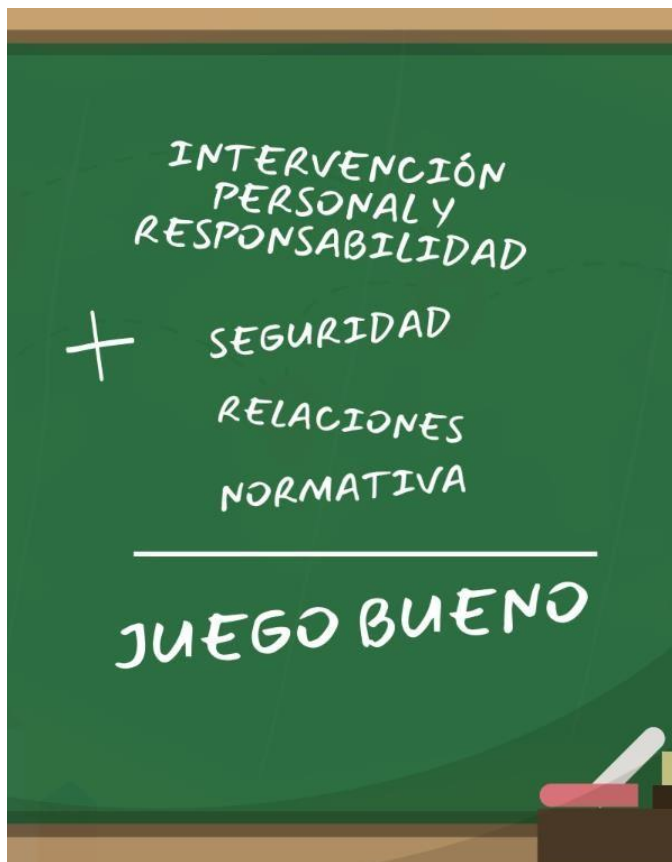 INTERVENCIÓN
PERSONAL Y
RESPONSABILIDAD
+ SEGURIDAD
RELACIONES
NORMATIVA
JUEGO BUENO